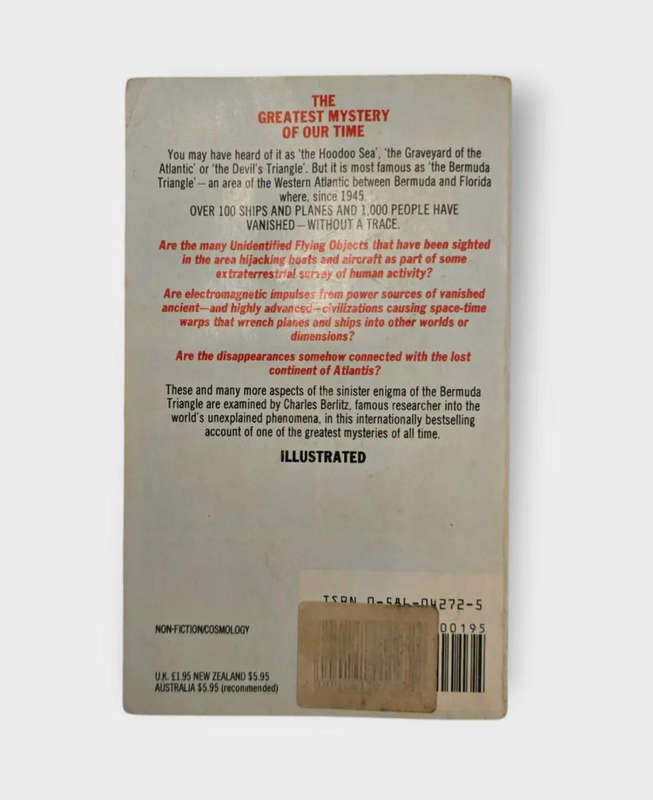 THE
GREATEST MYSTERY
OF OUR TIME
You may have heard of it as 'the Hoodoo Sea', 'the Graveyard of the
Atlantic' or 'the Devil's Triangle'. But it is most famous as 'the Bermuda
Triangle' – an area of the Western Atlantic between Bermuda and Florida
where, since 1945,
OVER 100 SHIPS AND PLANES AND 1,000 PEOPLE HAVE
VANISHED – WITHOUT A TRACE.
Are the many Unidentified Flying Objects that have been sighted
in the area hijacking boats and aircraft as part of some
extraterrestrial survey of human activity?
Are electromagnetic impulses from power sources of vanished
ancient – and highly advanced – civilizations causing space-time
warps that wrench planes and ships into other worlds or
dimensions?
Are the disappearances somehow connected with the lost
continent of Atlantis?
These and many more aspects of the sinister enigma of the Bermuda
Triangle are examined by Charles Berlitz, famous researcher into the
world's unexplained phenomena, in this internationally bestselling
account of one of the greatest mysteries of all time.
ILLUSTRATED
ISBN 0-586-04272-5
00195
NON-FICTION/COSMOLOGY
U.K. £1.95 NEW ZEALAND $5.95
AUSTRALIA $5.95 (recommended)